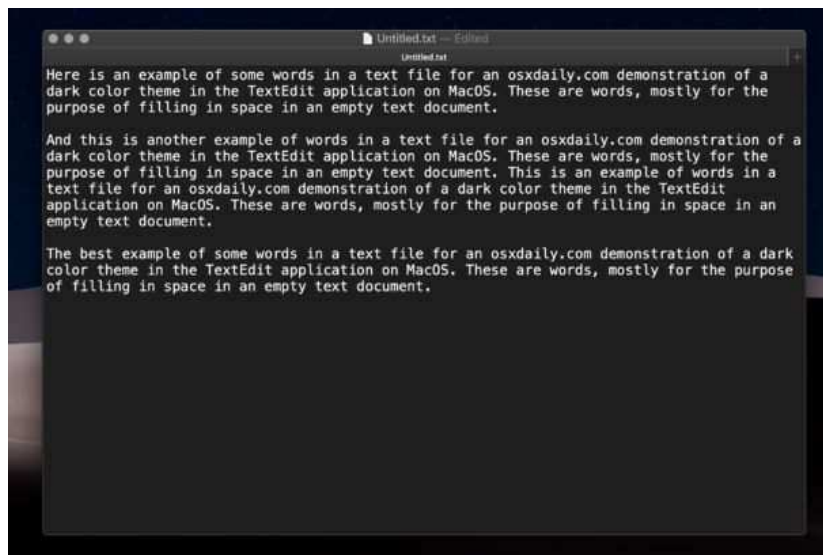 Untitled.txt — Edited
Untitled.txt
+
Here is an example of some words in a text file for an osxdaily.com demonstration of a
dark color theme in the TextEdit application on MacOS. These are words, mostly for the
purpose of filling in space in an empty text document.
And this is another example of words in a text file for an osxdaily.com demonstration of a
dark color theme in the TextEdit application on MacOS. These are words, mostly for the
purpose of filling in space in an empty text document. This is an example of words in a
text file for an osxdaily.com demonstration of a dark color theme in the TextEdit
application on MacOS. These are words, mostly for the purpose of filling in space in an
empty text document.
The best example of some words in a text file for an osxdaily.com demonstration of a dark
color theme in the TextEdit application on MacOS. These are words, mostly for the purpose
of filling in space in an empty text document.